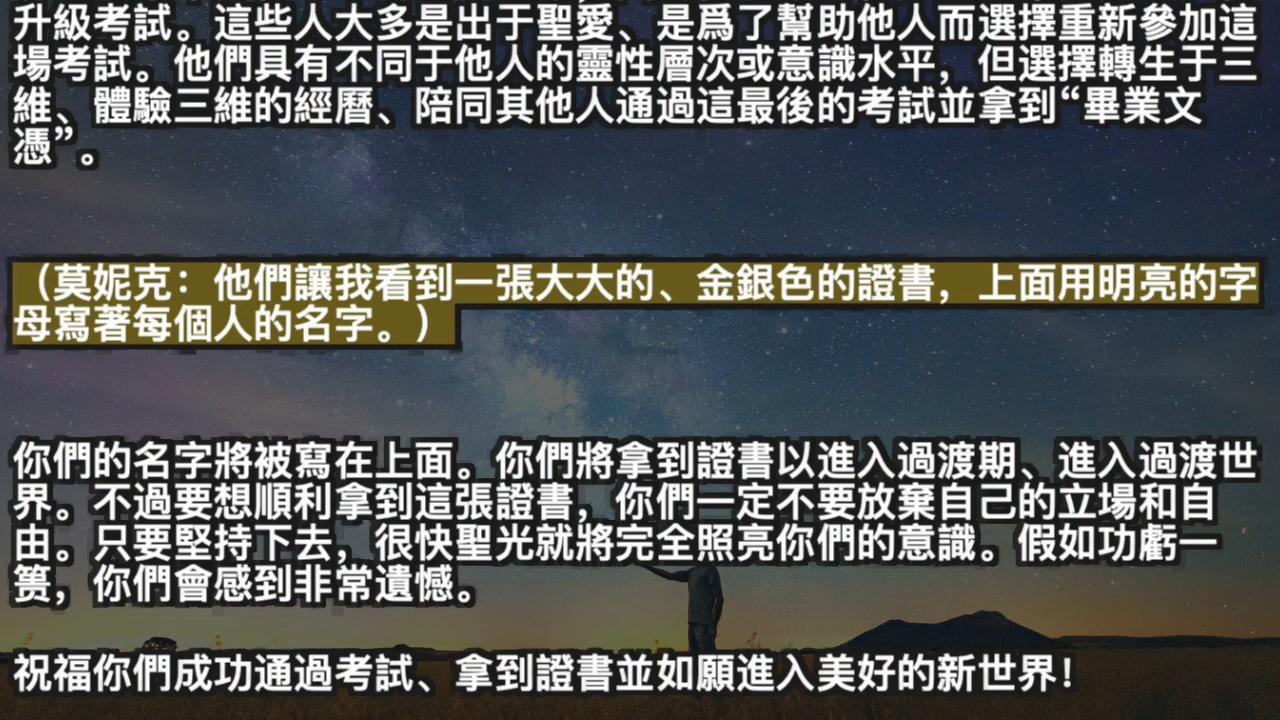 升級考試。這些人大多是出于聖愛、是爲了幫助他人而選擇重新參加這
場考試。他們具有不同于他人的靈性層次或意識水平，但選擇轉生于三
維、體驗三維的經曆、陪同其他人通過這最後的考試並拿到“畢業文
憑”。
（莫妮克：他們讓我看到一張大大的、金銀色的證書，上面用明亮的字
母寫著每個人的名字。）
你們的名字將被寫在上面。你們將拿到證書以進入過渡期、進入過渡世
界。不過要想順利拿到這張證書，你們一定不要放棄自己的立場和自
由。只要堅持下去，很快聖光就將完全照亮你們的意識。假如功虧一
簣，你們會感到非常遺憾。
祝福你們成功通過考試、拿到證書並如願進入美好的新世界！